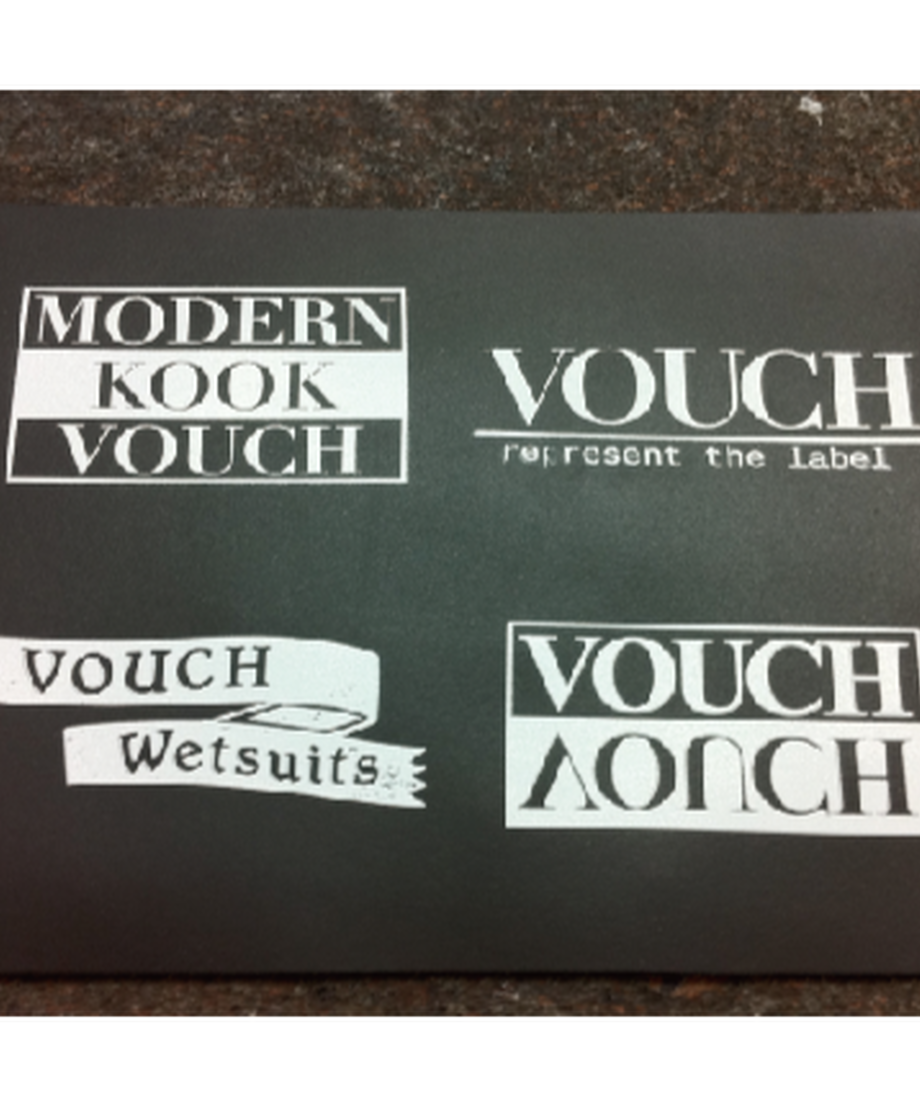 MODERN
KOOK
VOUCH
VOUCH
represent the label
VOUCH
Wetsuits
VOUCH
VOUCH